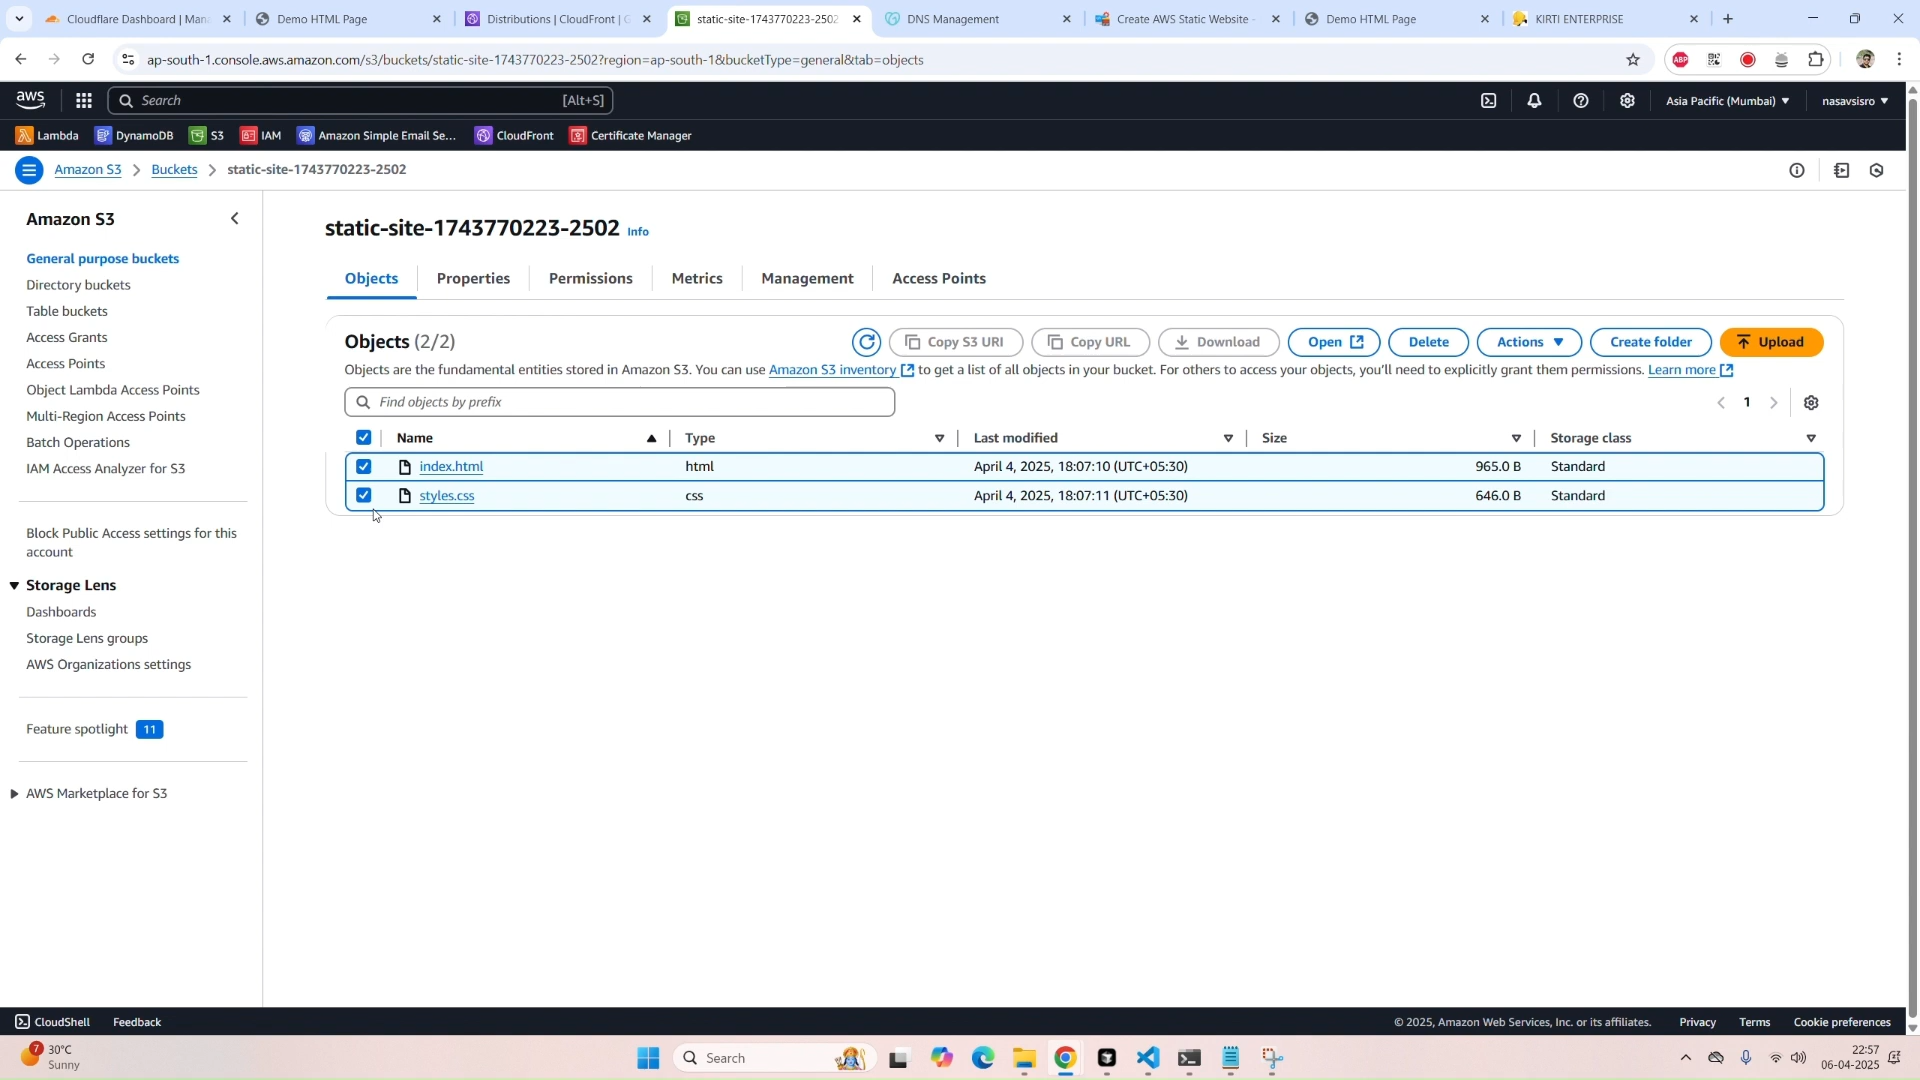 Cloudflare Dashboard | Mana
Demo HTML Page
Distributions | CloudFront | G
static-site-1743770223-2502
DNS Management
Create AWS Static Website -
Demo HTML Page
KIRTI ENTERPRISE
ap-south-1.console.aws.amazon.com/s3/buckets/static-site-1743770223-2502?region=ap-south-1&bucketType=general&tab=objects
ABP
aws
Search
[Alt+S]
Asia Pacific (Mumbai)
nasavsisro
Lambda
DynamoDB
S3
IAM
Amazon Simple Email Se...
CloudFront
Certificate Manager
Amazon S3
Buckets
static-site-1743770223-2502
Amazon S3
General purpose buckets
Directory buckets
Table buckets
Access Grants
Access Points
Object Lambda Access Points
Multi-Region Access Points
Batch Operations
IAM Access Analyzer for S3
Block Public Access settings for this
account
Storage Lens
Dashboards
Storage Lens groups
AWS Organizations settings
Feature spotlight 11
AWS Marketplace for S3
static-site-1743770223-2502 Info
Objects
Properties
Permissions
Metrics
Management
Access Points
Objects (2/2)
Copy S3 URI
Copy URL
Download
Open
Delete
Actions
Create folder
Upload
Objects are the fundamental entities stored in Amazon S3. You can use Amazon S3 inventory to get a list of all objects in your bucket. For others to access your objects, you'll need to explicitly grant them permissions. Learn more
Find objects by prefix
1
Name Type Last modified Size Storage class
index.html html April 4, 2025, 18:07:10 (UTC+05:30) 965.0 B Standard
styles.css css April 4, 2025, 18:07:11 (UTC+05:30) 646.0 B Standard
CloudShell
Feedback
© 2025, Amazon Web Services, Inc. or its affiliates.
Privacy
Terms
Cookie preferences
7
30°C
Sunny
Search
22:57
06-04-2025